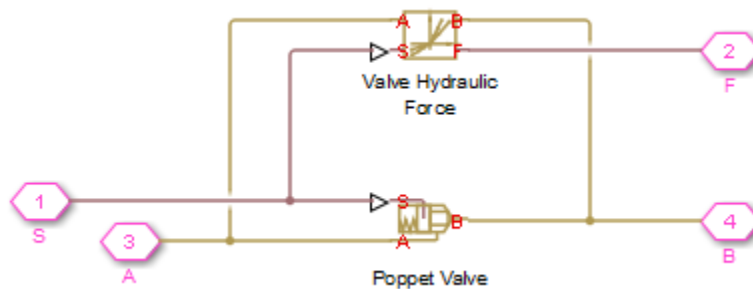 A B
S F
2
Valve Hydraulic
Force
F
1
S
S
3
A
B
4
A
B
Poppet Valve